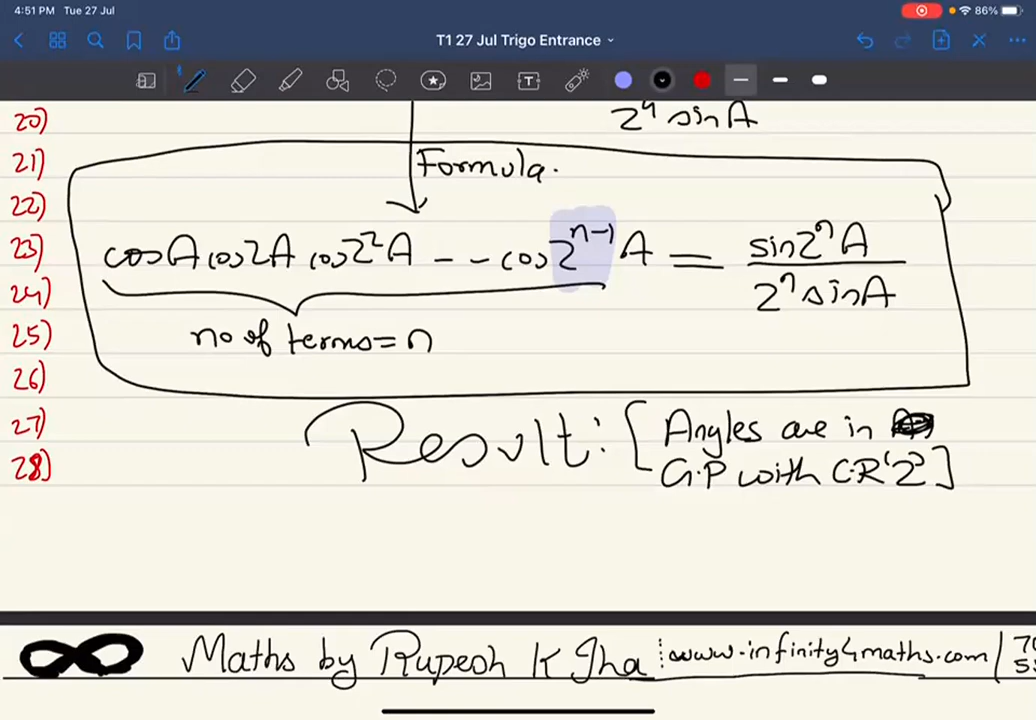 4:51 PM Tue 27 Jul
86%
T1 27 Jul Trigo Entrance
20)
2⁴ sinA
21)
Formula.
22)
23)
cosA cos2A cos2²A - - cos2ⁿ⁻¹A = sin2ⁿA / 2ⁿ sinA
24)
25)
no of terms = n
26)
27)
Result: [Angles are in
28)
G.P with C.R '2']
Maths by Rupesh K Jha www.infinity4maths.com /